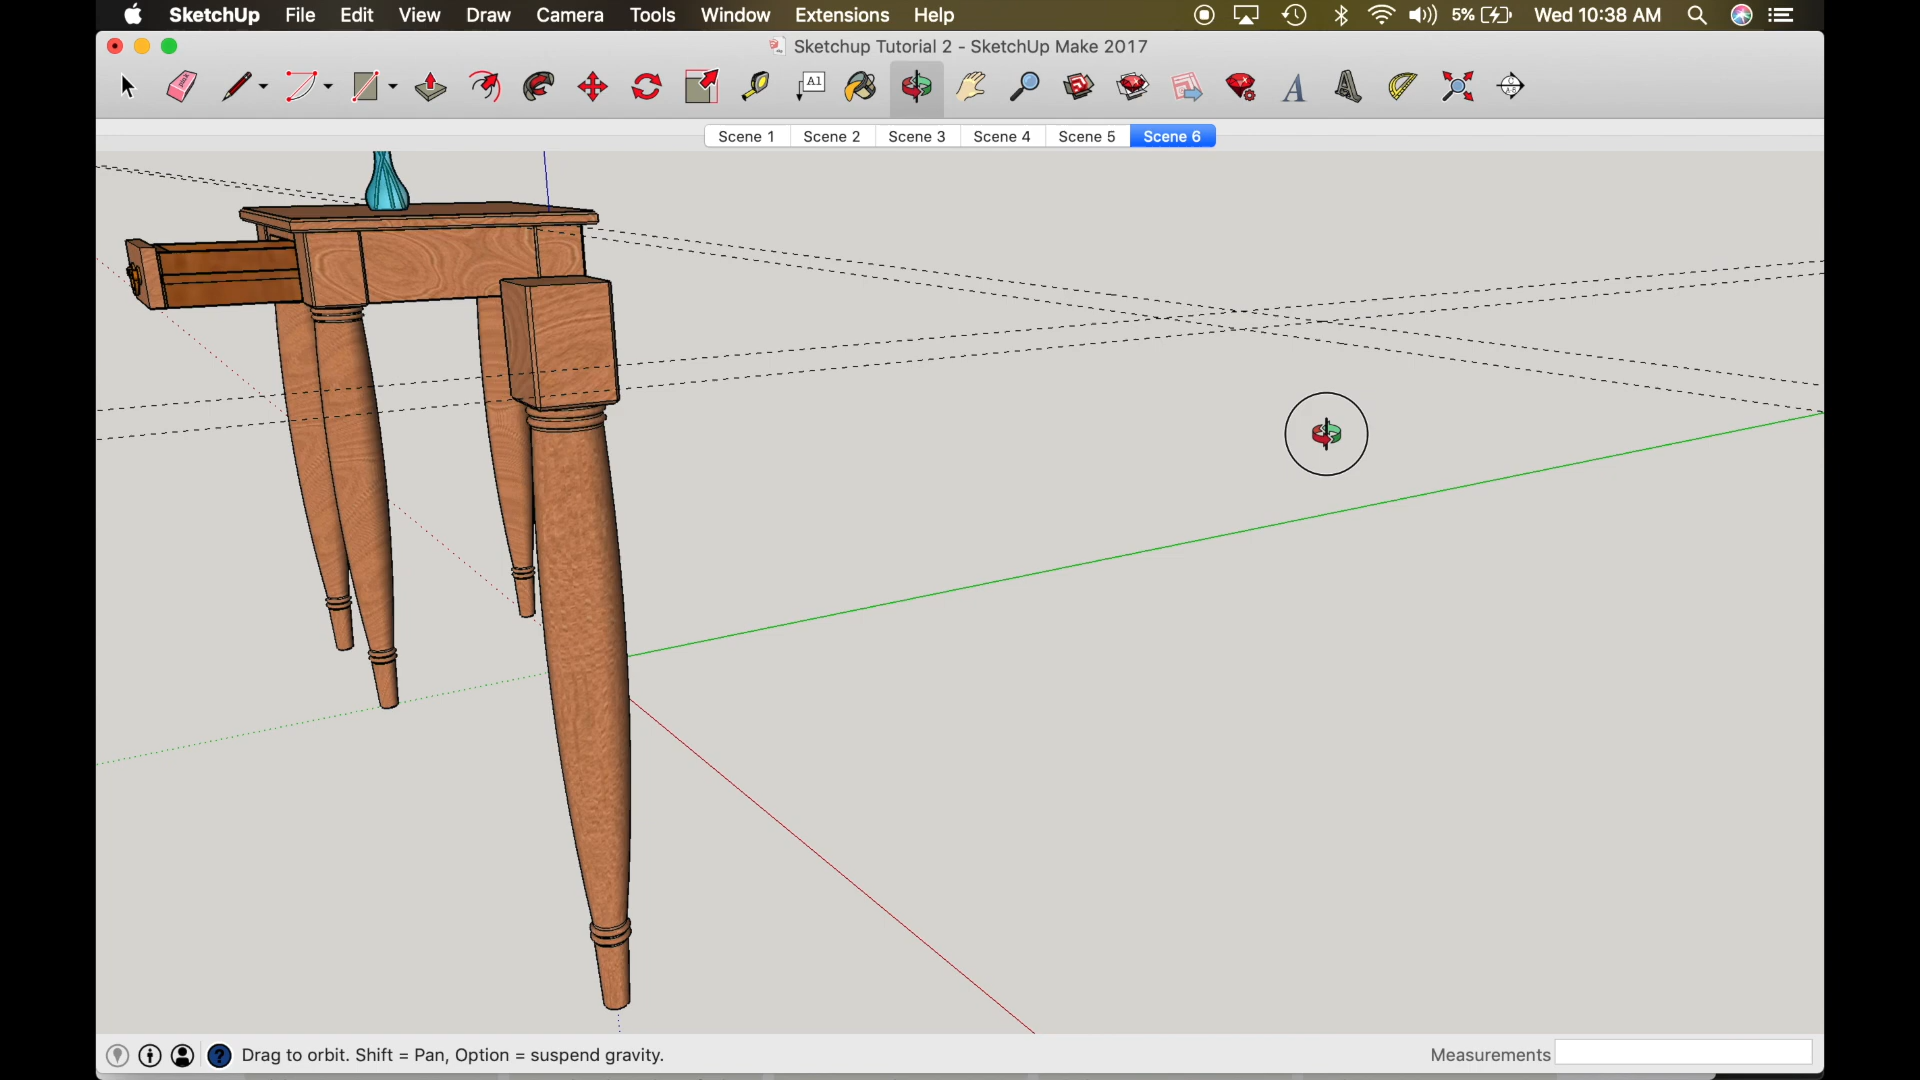 SketchUp File Edit View Draw Camera Tools Window Extensions Help 5% Wed 10:38 AM
Sketchup Tutorial 2 - SketchUp Make 2017
A1
Scene 1 Scene 2 Scene 3 Scene 4 Scene 5 Scene 6
Drag to orbit. Shift = Pan, Option = suspend gravity. Measurements